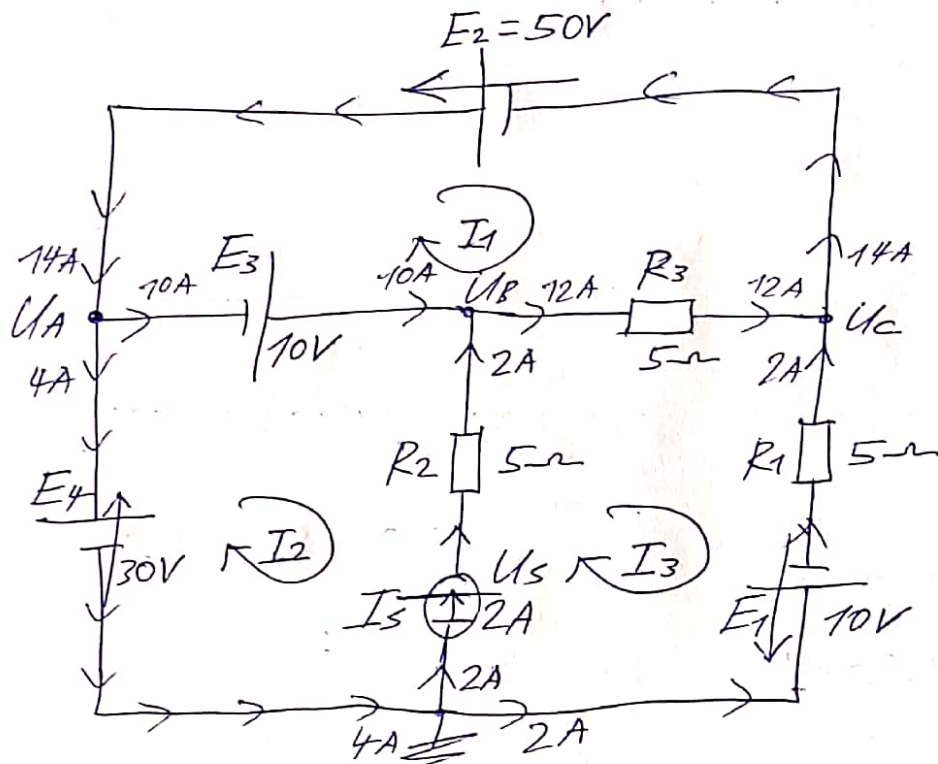 E2=50V
I1
14A
10A
E3
10V
10A
UB
12A
R3
5Ω
12A
14A
UA
UC
4A
2A
2A
R2
5Ω
R1
5Ω
E4
30V
I2
US
I3
IS
2A
E1
10V
2A
4A
2A